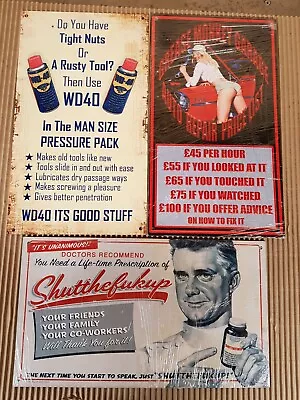 Do You Have
Tight Nuts
Or
A Rusty Tool?
Then Use
WD40
In The MAN SIZE
PRESSURE PACK
★ Makes old tools like new
★ Tools slide in and out with ease
★ Lubricates dry passage ways
★ Makes screwing a pleasure
★ Gives better penetration
WD40 ITS GOOD STUFF
REPAIR PRICE
£45 PER HOUR
£55 IF YOU LOOKED AT IT
£65 IF YOU TOUCHED IT
£75 IF YOU WATCHED
£100 IF YOU OFFER ADVICE
ON HOW TO FIX IT
"IT'S UNANIMOUS!"
DOCTORS RECOMMEND
You Need a Life-time Prescription of
Shutthefukup
YOUR FRIENDS
YOUR FAMILY
YOUR CO-WORKERS
Will Thank You for it!
THE NEXT TIME YOU START TO SPEAK, JUST "SHUTTHEFUKUP!"